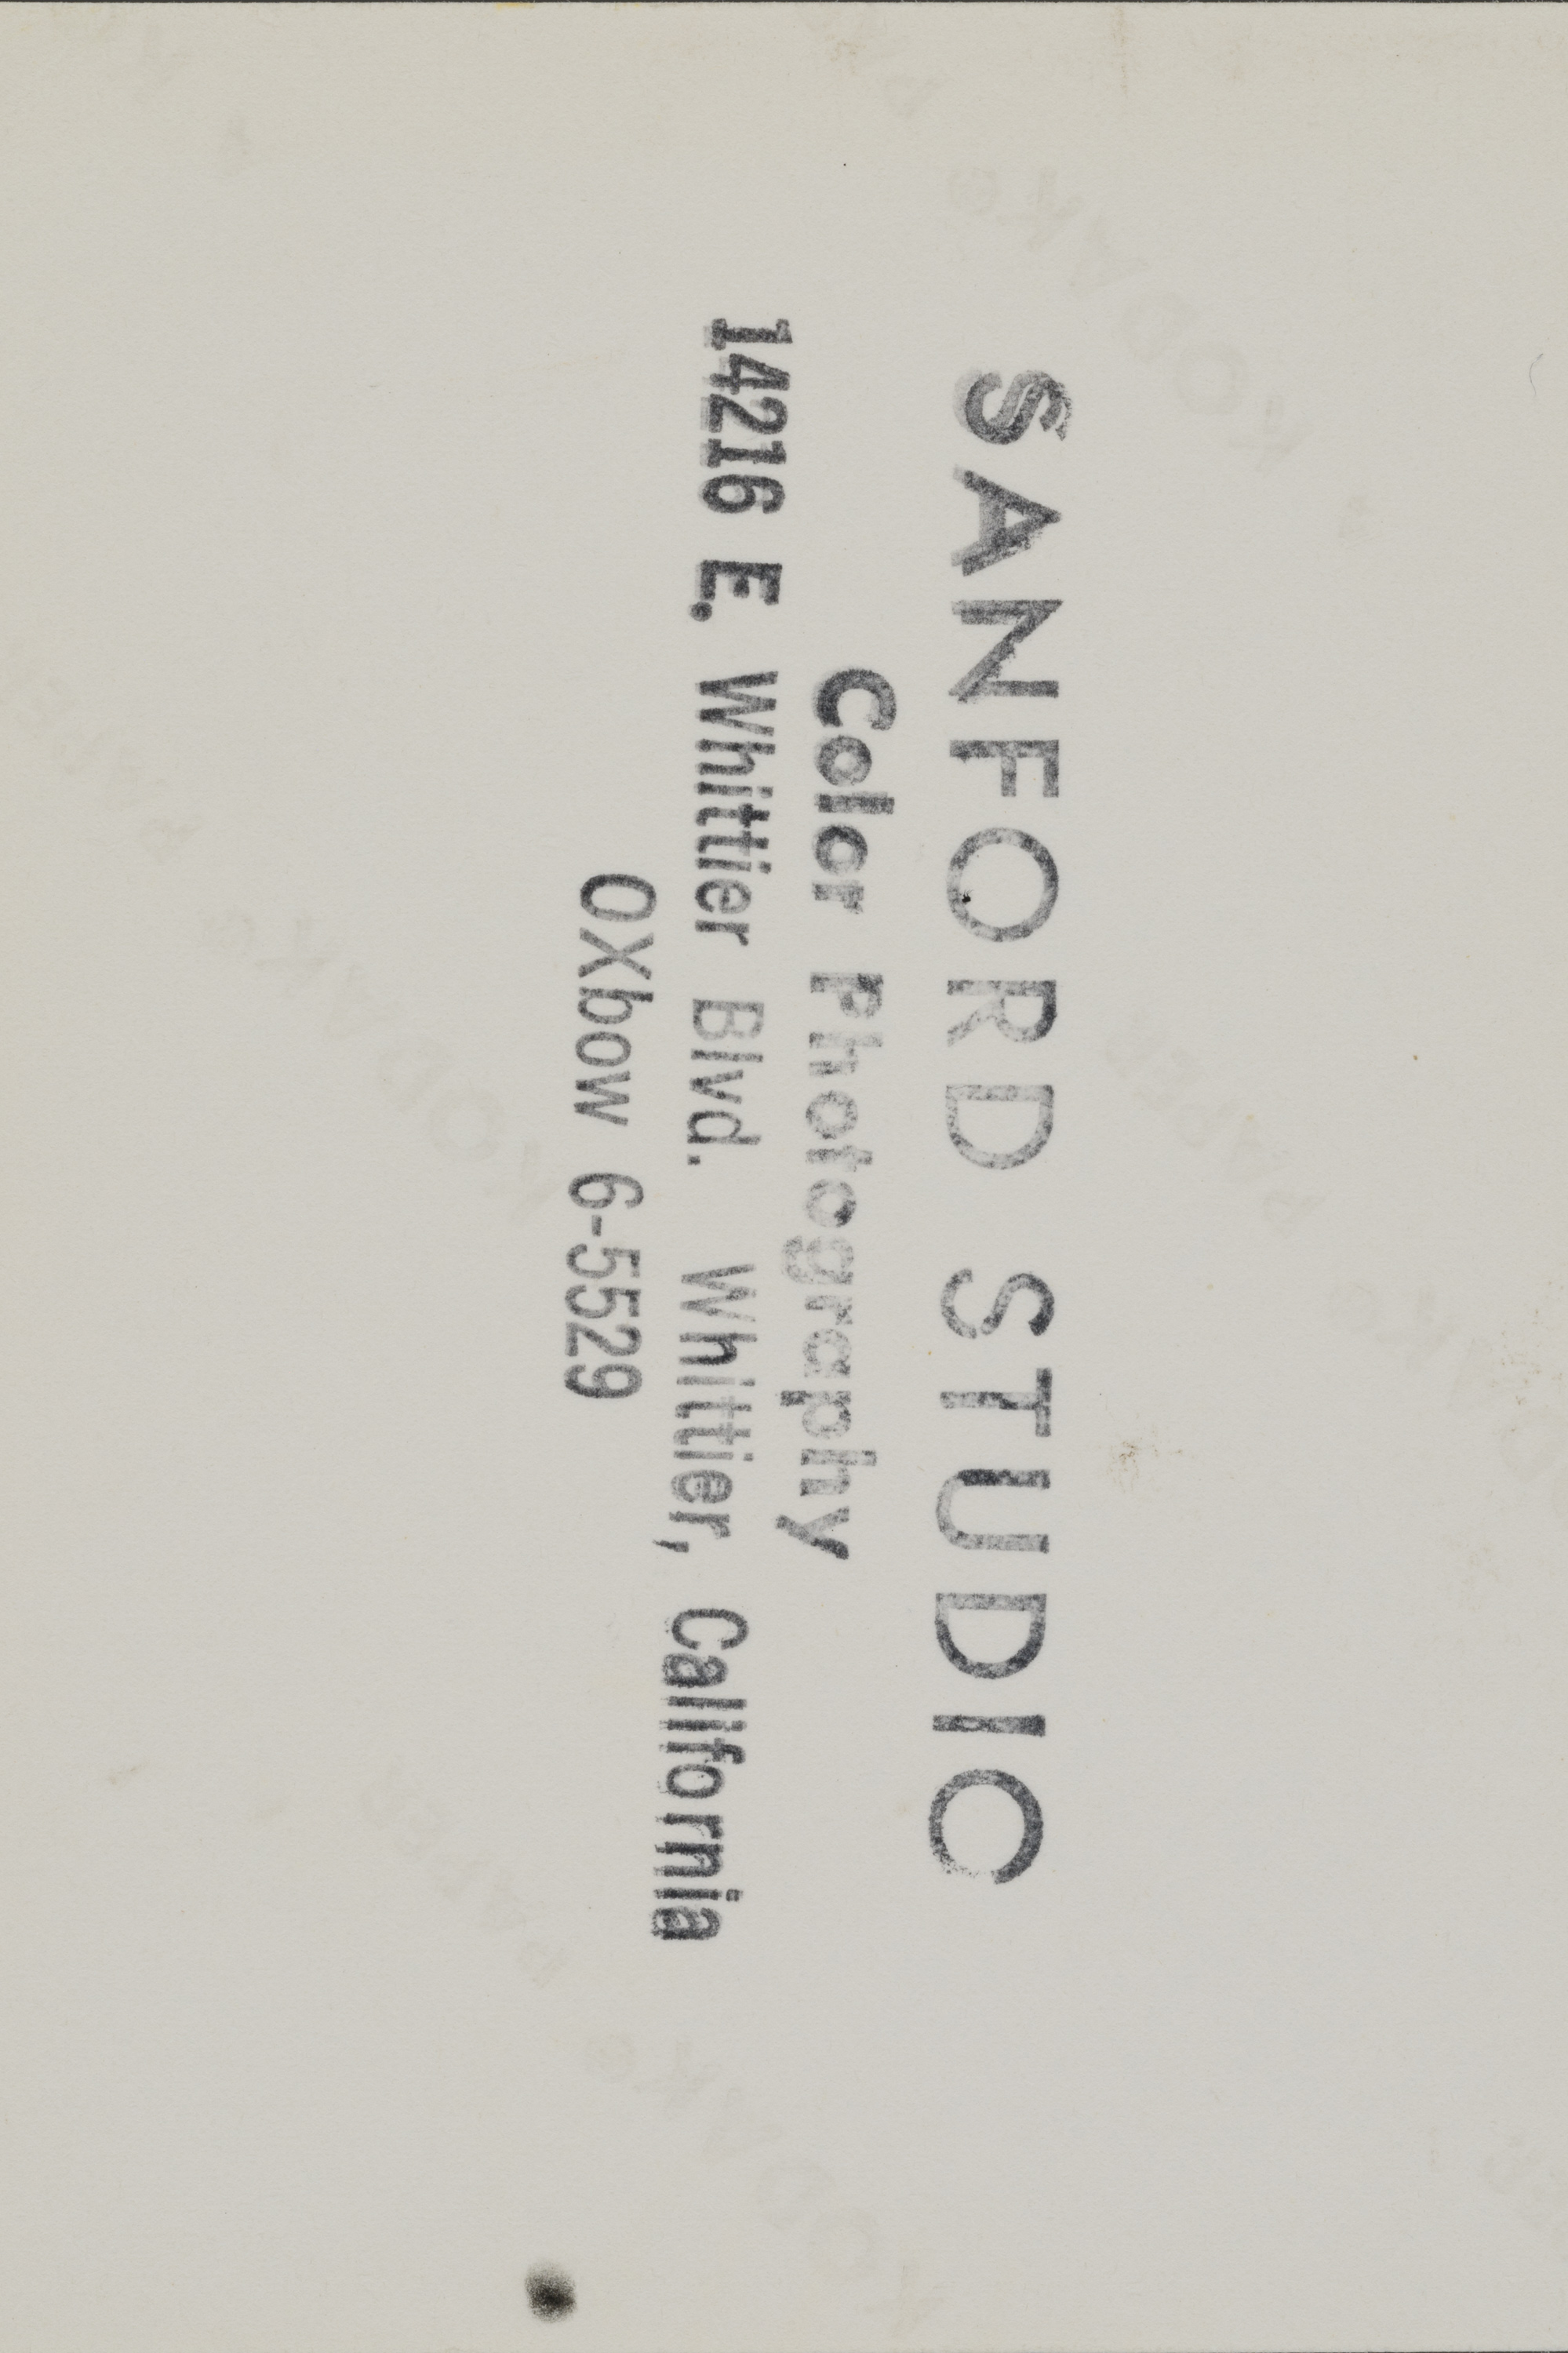 SANFORD STUDIO
Color Photography
14216 E. Whittier Blvd. Whittier, California
OXbow 6-5529